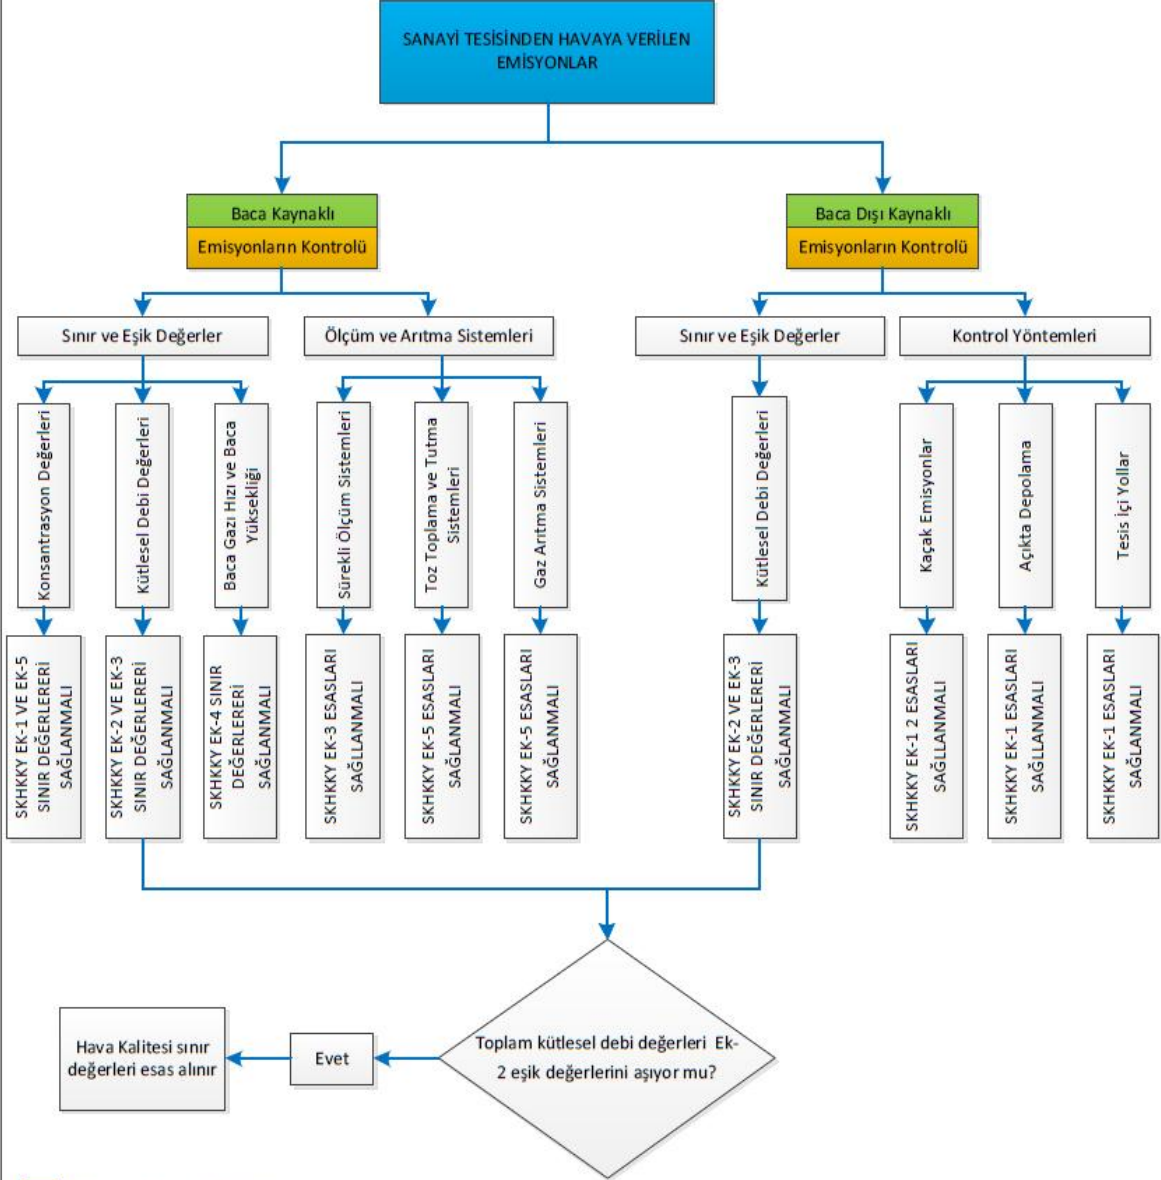 SANAYİ TESİSİNDEN HAVAYA VERİLEN
EMİSYONLAR
Baca Kaynaklı
Emisyonların Kontrolü
Baca Dışı Kaynaklı
Emisyonların Kontrolü
Sınır ve Eşik Değerler
Ölçüm ve Arıtma Sistemleri
Sınır ve Eşik Değerler
Kontrol Yöntemleri
Konsantrasyon Değerleri
Kütlesel Debi Değerleri
Baca Gazı Hızı ve Baca
Yüksekliği
Sürekli Ölçüm Sistemleri
Toz Toplama ve Tutma
Sistemleri
Gaz Arıtma Sistemleri
Kütlesel Debi Değerleri
Kaçak Emisyonlar
Açıkta Depolama
Tesis İçi Yollar
SKHKKY EK-1 VE EK-5
SINIR DEĞERLERERİ
SAĞLANMALI
SKHKKY EK-2 VE EK-3
SINIR DEĞERLERERİ
SAĞLANMALI
SKHKKY EK-4 SINIR
DEĞERLERERİ
SAĞLANMALI
SKHKKY EK-3 ESASLARI
SAĞLLANMALI
SKHKKY EK-5 ESASLARI
SAĞLANMALI
SKHKKY EK-5 ESASLARI
SAĞLANMALI
SKHKKY EK-2 VE EK-3
SINIR DEĞERLERERİ
SAĞLANMALI
SKHKKY EK-1 2 ESASLARI
SAĞLLANMALI
SKHKKY EK-1 ESASLARI
SAĞLLANMALI
SKHKKY EK-1 ESASLARI
SAĞLANMALI
Toplam kütlesel debi değerleri Ek-
2 eşik değerlerini aşıyor mu?
Evet
Hava Kalitesi sınır
değerleri esas alınır